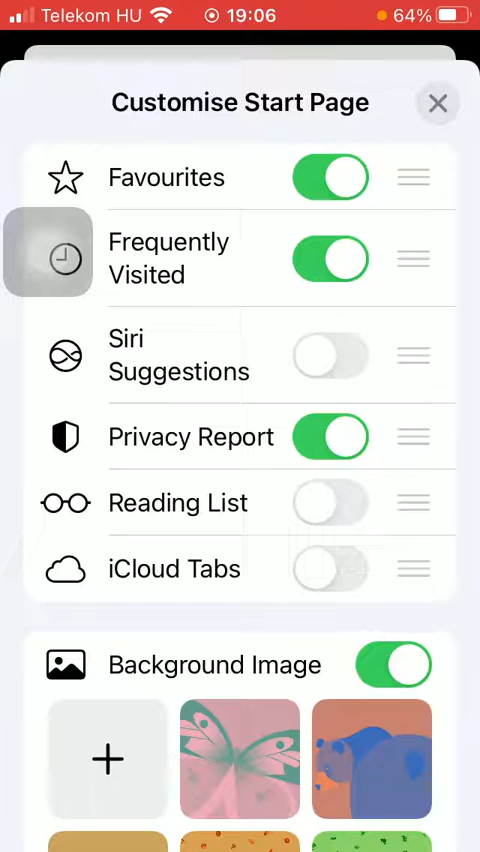 Telekom HU 19:06 64%
Customise Start Page
Favourites
Frequently
Visited
Siri
Suggestions
Privacy Report
Reading List
iCloud Tabs
Background Image